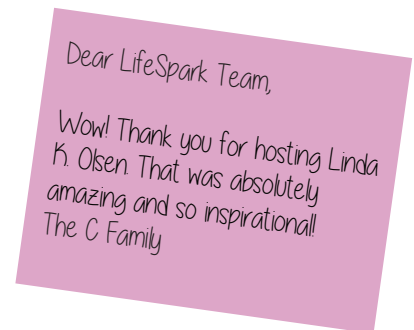 Dear LifeSpark Team,
Wow! Thank you for hosting Linda
K. Olsen. That was absolutely
amazing and so inspirational!
The C Family